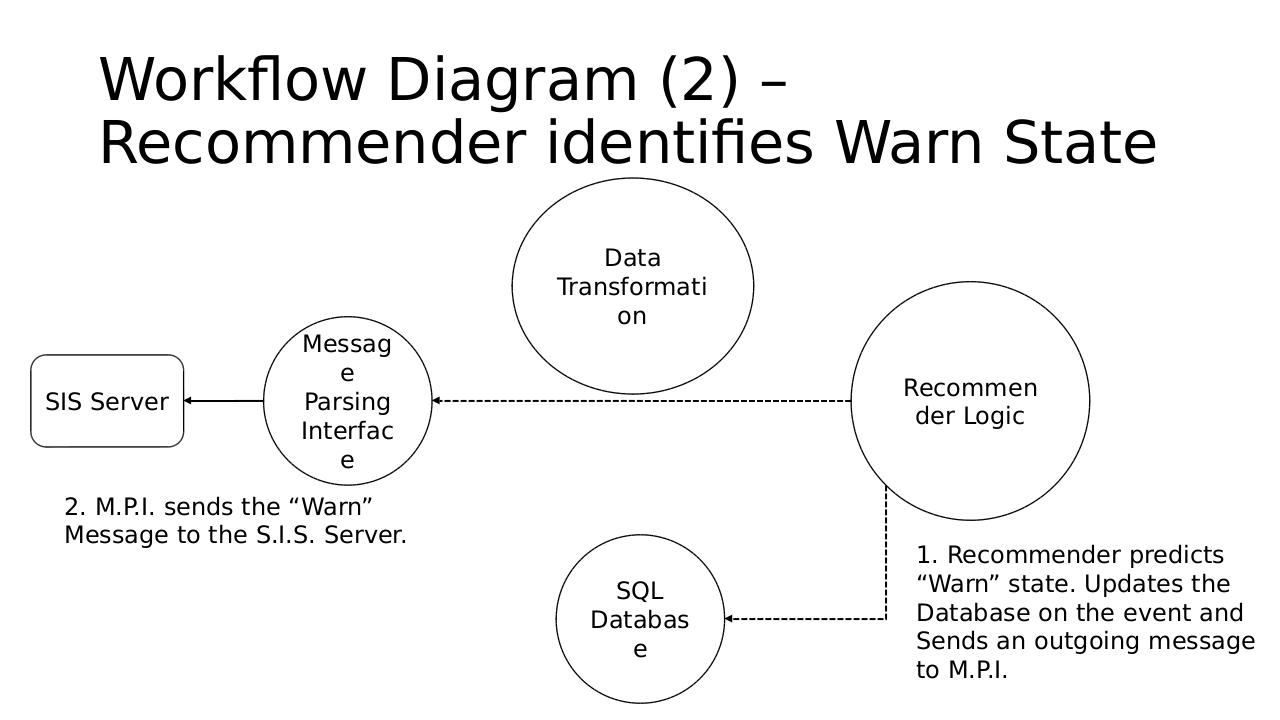 Workflow Diagram (2) –
Recommender identifies Warn State
Data
Transformati
on
Messag
e
Parsing
Interfac
e
SIS Server
Recommen
der Logic
2. M.P.I. sends the “Warn”
Message to the S.I.S. Server.
SQL
Databas
e
1. Recommender predicts
“Warn” state. Updates the
Database on the event and
Sends an outgoing message
to M.P.I.